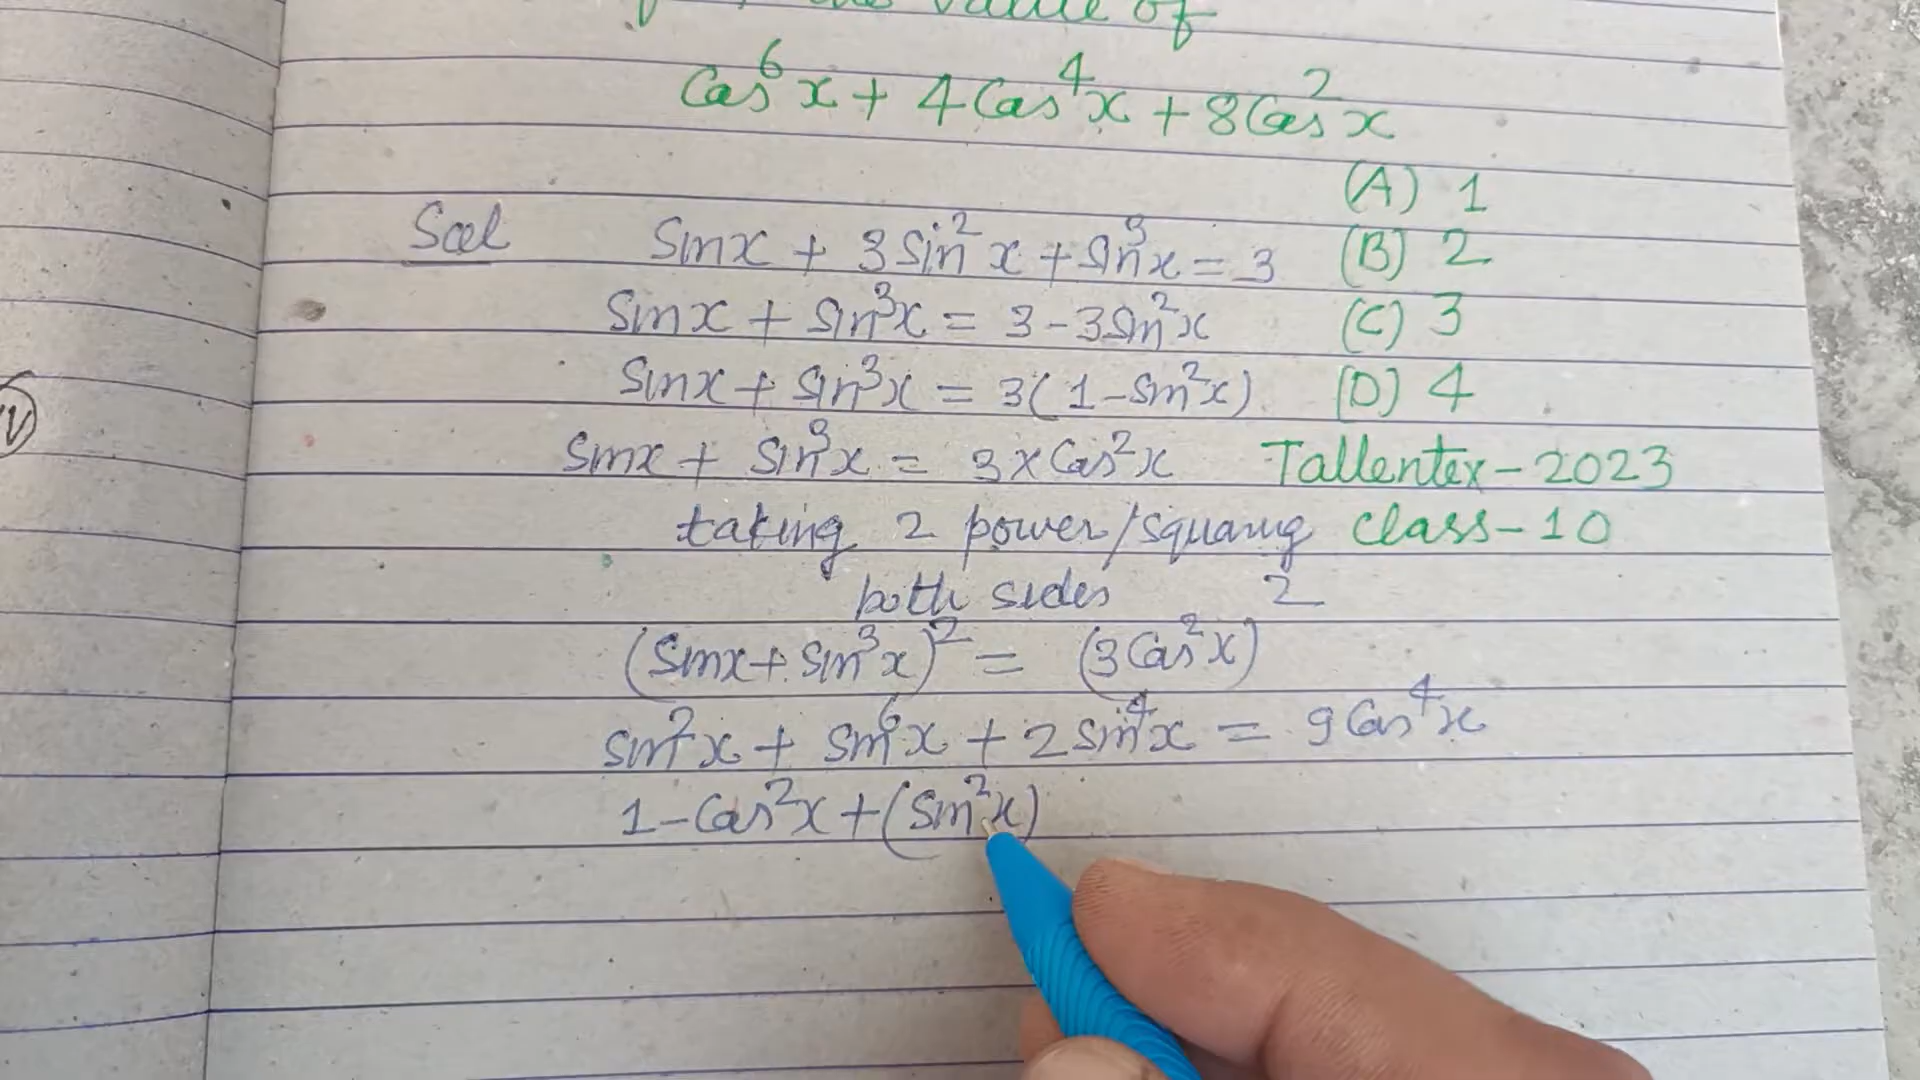 the value of
Cos⁶x + 4Cos⁴x + 8Cos²x
(A) 1
Sol Sinx + 3Sin²x + Sin³x = 3 (B) 2
Sinx + Sin³x = 3 - 3Sin²x (C) 3
Sinx + Sin³x = 3(1 - Sin²x) (D) 4
Sinx + Sin³x = 3 x Cos²x Tallentex - 2023
taking 2 power/squaring class - 10
both sides 2
(Sinx + Sin³x)² = (3Cos²x)
Sin²x + Sin⁶x + 2Sin⁴x = 9Cos⁴x
1 - Cos²x + (Sin²x)